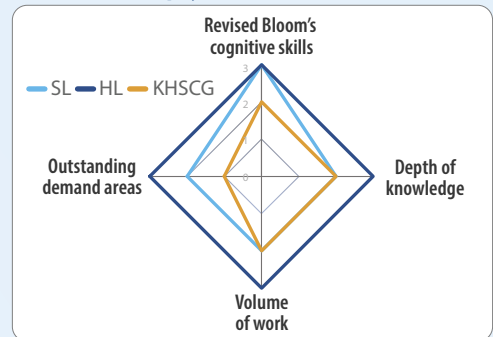 Revised Bloom's
cognitive skills
SL HL KHSCG
3
2
1
0
Outstanding
demand areas
Depth of
knowledge
Volume
of work